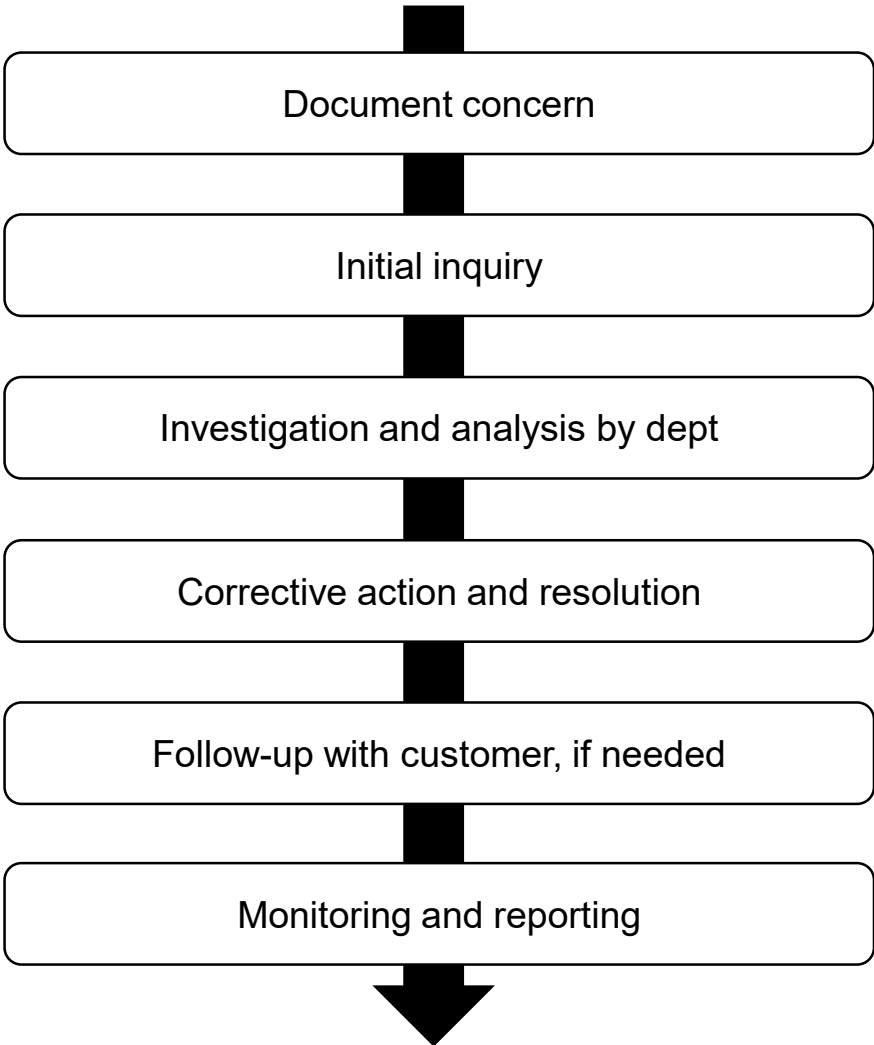 Document concern
Initial inquiry
Investigation and analysis by dept
Corrective action and resolution
Follow-up with customer, if needed
Monitoring and reporting